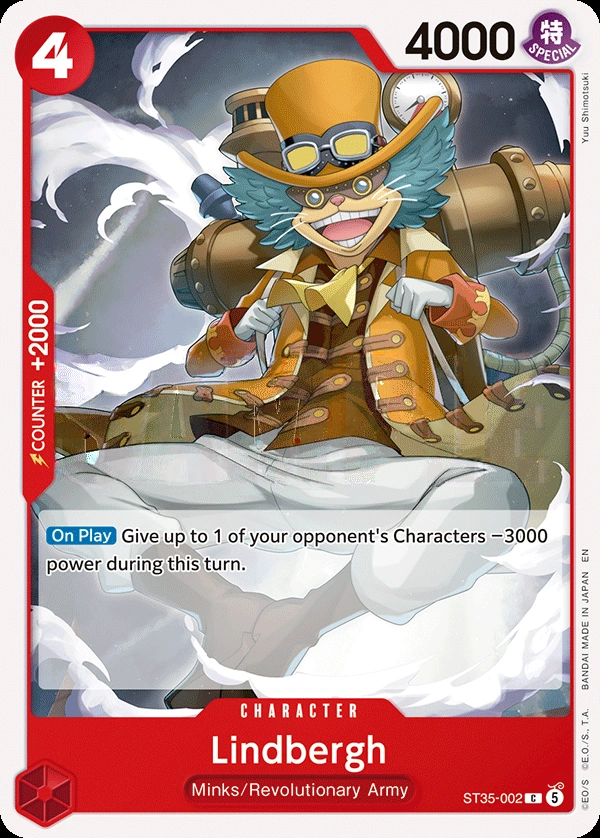 4
4000
特
SPECIAL
Yuu Shimotsuki
COUNTER +2000
On Play Give up to 1 of your opponent's Characters −3000
power during this turn.
BANDAI MADE IN JAPAN EN
©EO/S ©E.O./S., T.A.
CHARACTER
Lindbergh
Minks/Revolutionary Army
ST35-002 C 5